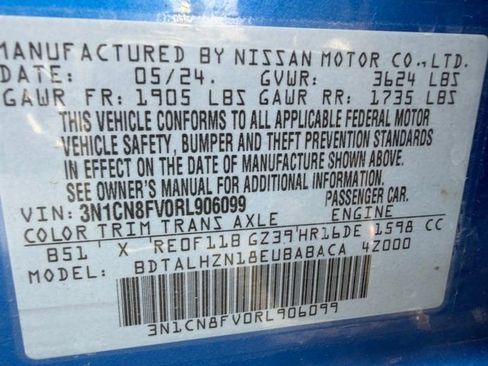 MANUFACTURED BY NISSAN MOTOR CO.,LTD.
DATE: 05/24. GVWR: 3624 LBS
GAWR FR: 1905 LBS GAWR RR: 1735 LBS
THIS VEHICLE CONFORMS TO ALL APPLICABLE FEDERAL MOTOR
VEHICLE SAFETY, BUMPER AND THEFT PREVENTION STANDARDS
IN EFFECT ON THE DATE OF MANUFACTURE SHOWN ABOVE.
SEE OWNER'S MANUAL FOR ADDITIONAL INFORMATION.
VIN: 3N1CN8FV0RL906099 PASSENGER CAR.
COLOR TRIM TRANS AXLE ENGINE
B51 X RE0F11B GZ39 HR16DE 1598 CC
MODEL: BDTALHZN18EUBABACA 4Z000
3N1CN8FV0RL906099